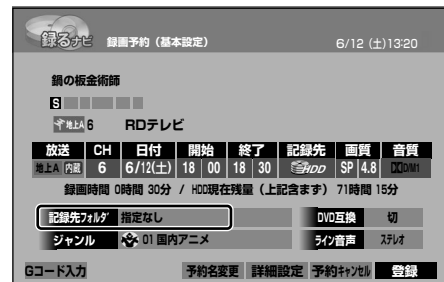 録るナビ 録画予約（基本設定） 6/12（土）13:20
鍋の板金術師
S
地上A 6 RDテレビ
放送 CH 日付 開始 終了 記録先 画質 音質
地上A 内蔵 6 6/12(土) 18 00 18 30 HDD SP 4.8 DD D/M1
録画時間 0時間 30分 / HDD現在残量（上記含まず） 71時間 15分
記録先フォルダ 指定なし DVD互換 切
ジャンル 01 国内アニメ ライン音声 ステレオ
Gコード入力 予約名変更 詳細設定 予約キャンセル 登録